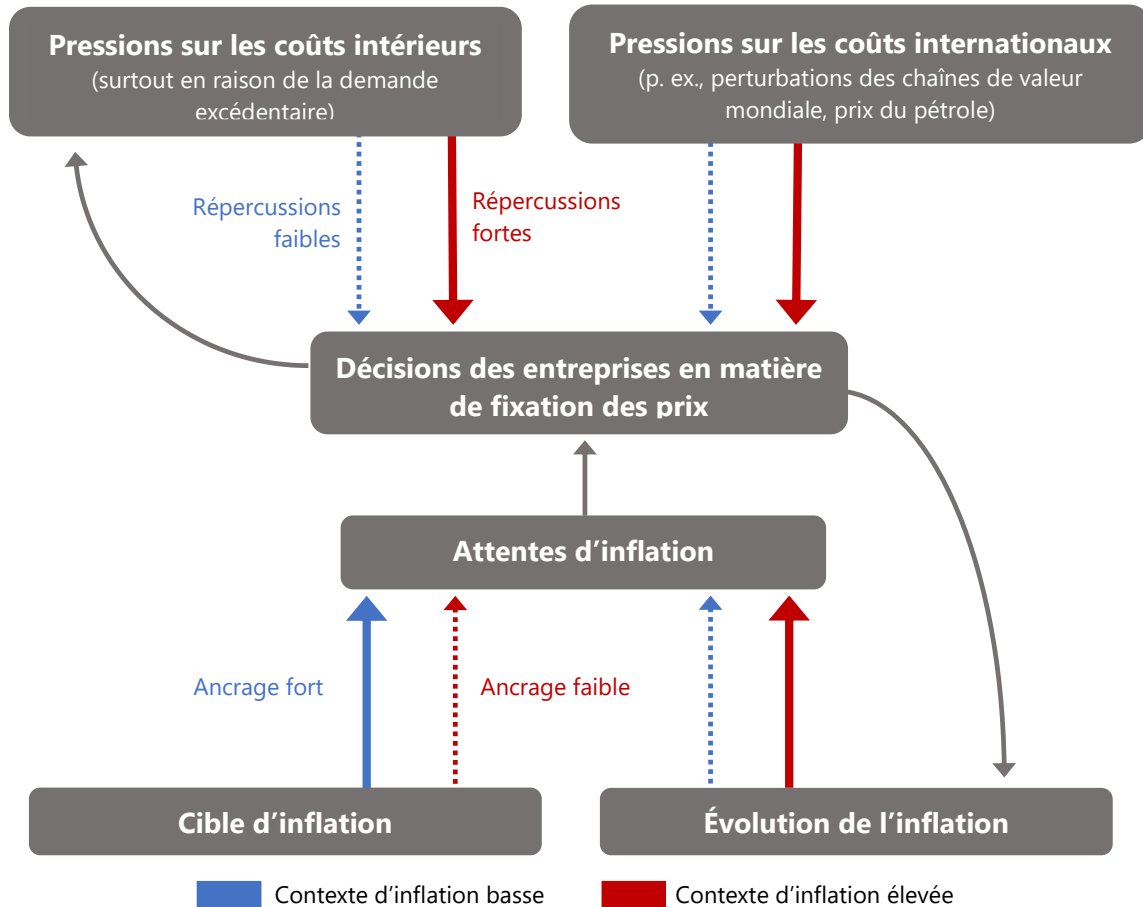 Pressions sur les coûts intérieurs
(surtout en raison de la demande
excédentaire)
Pressions sur les coûts internationaux
(p. ex., perturbations des chaînes de valeur
mondiale, prix du pétrole)
Répercussions
faibles
Répercussions
fortes
Décisions des entreprises en matière
de fixation des prix
Attentes d’inflation
Ancrage fort
Ancrage faible
Cible d’inflation
Évolution de l’inflation
Contexte d’inflation basse
Contexte d’inflation élevée